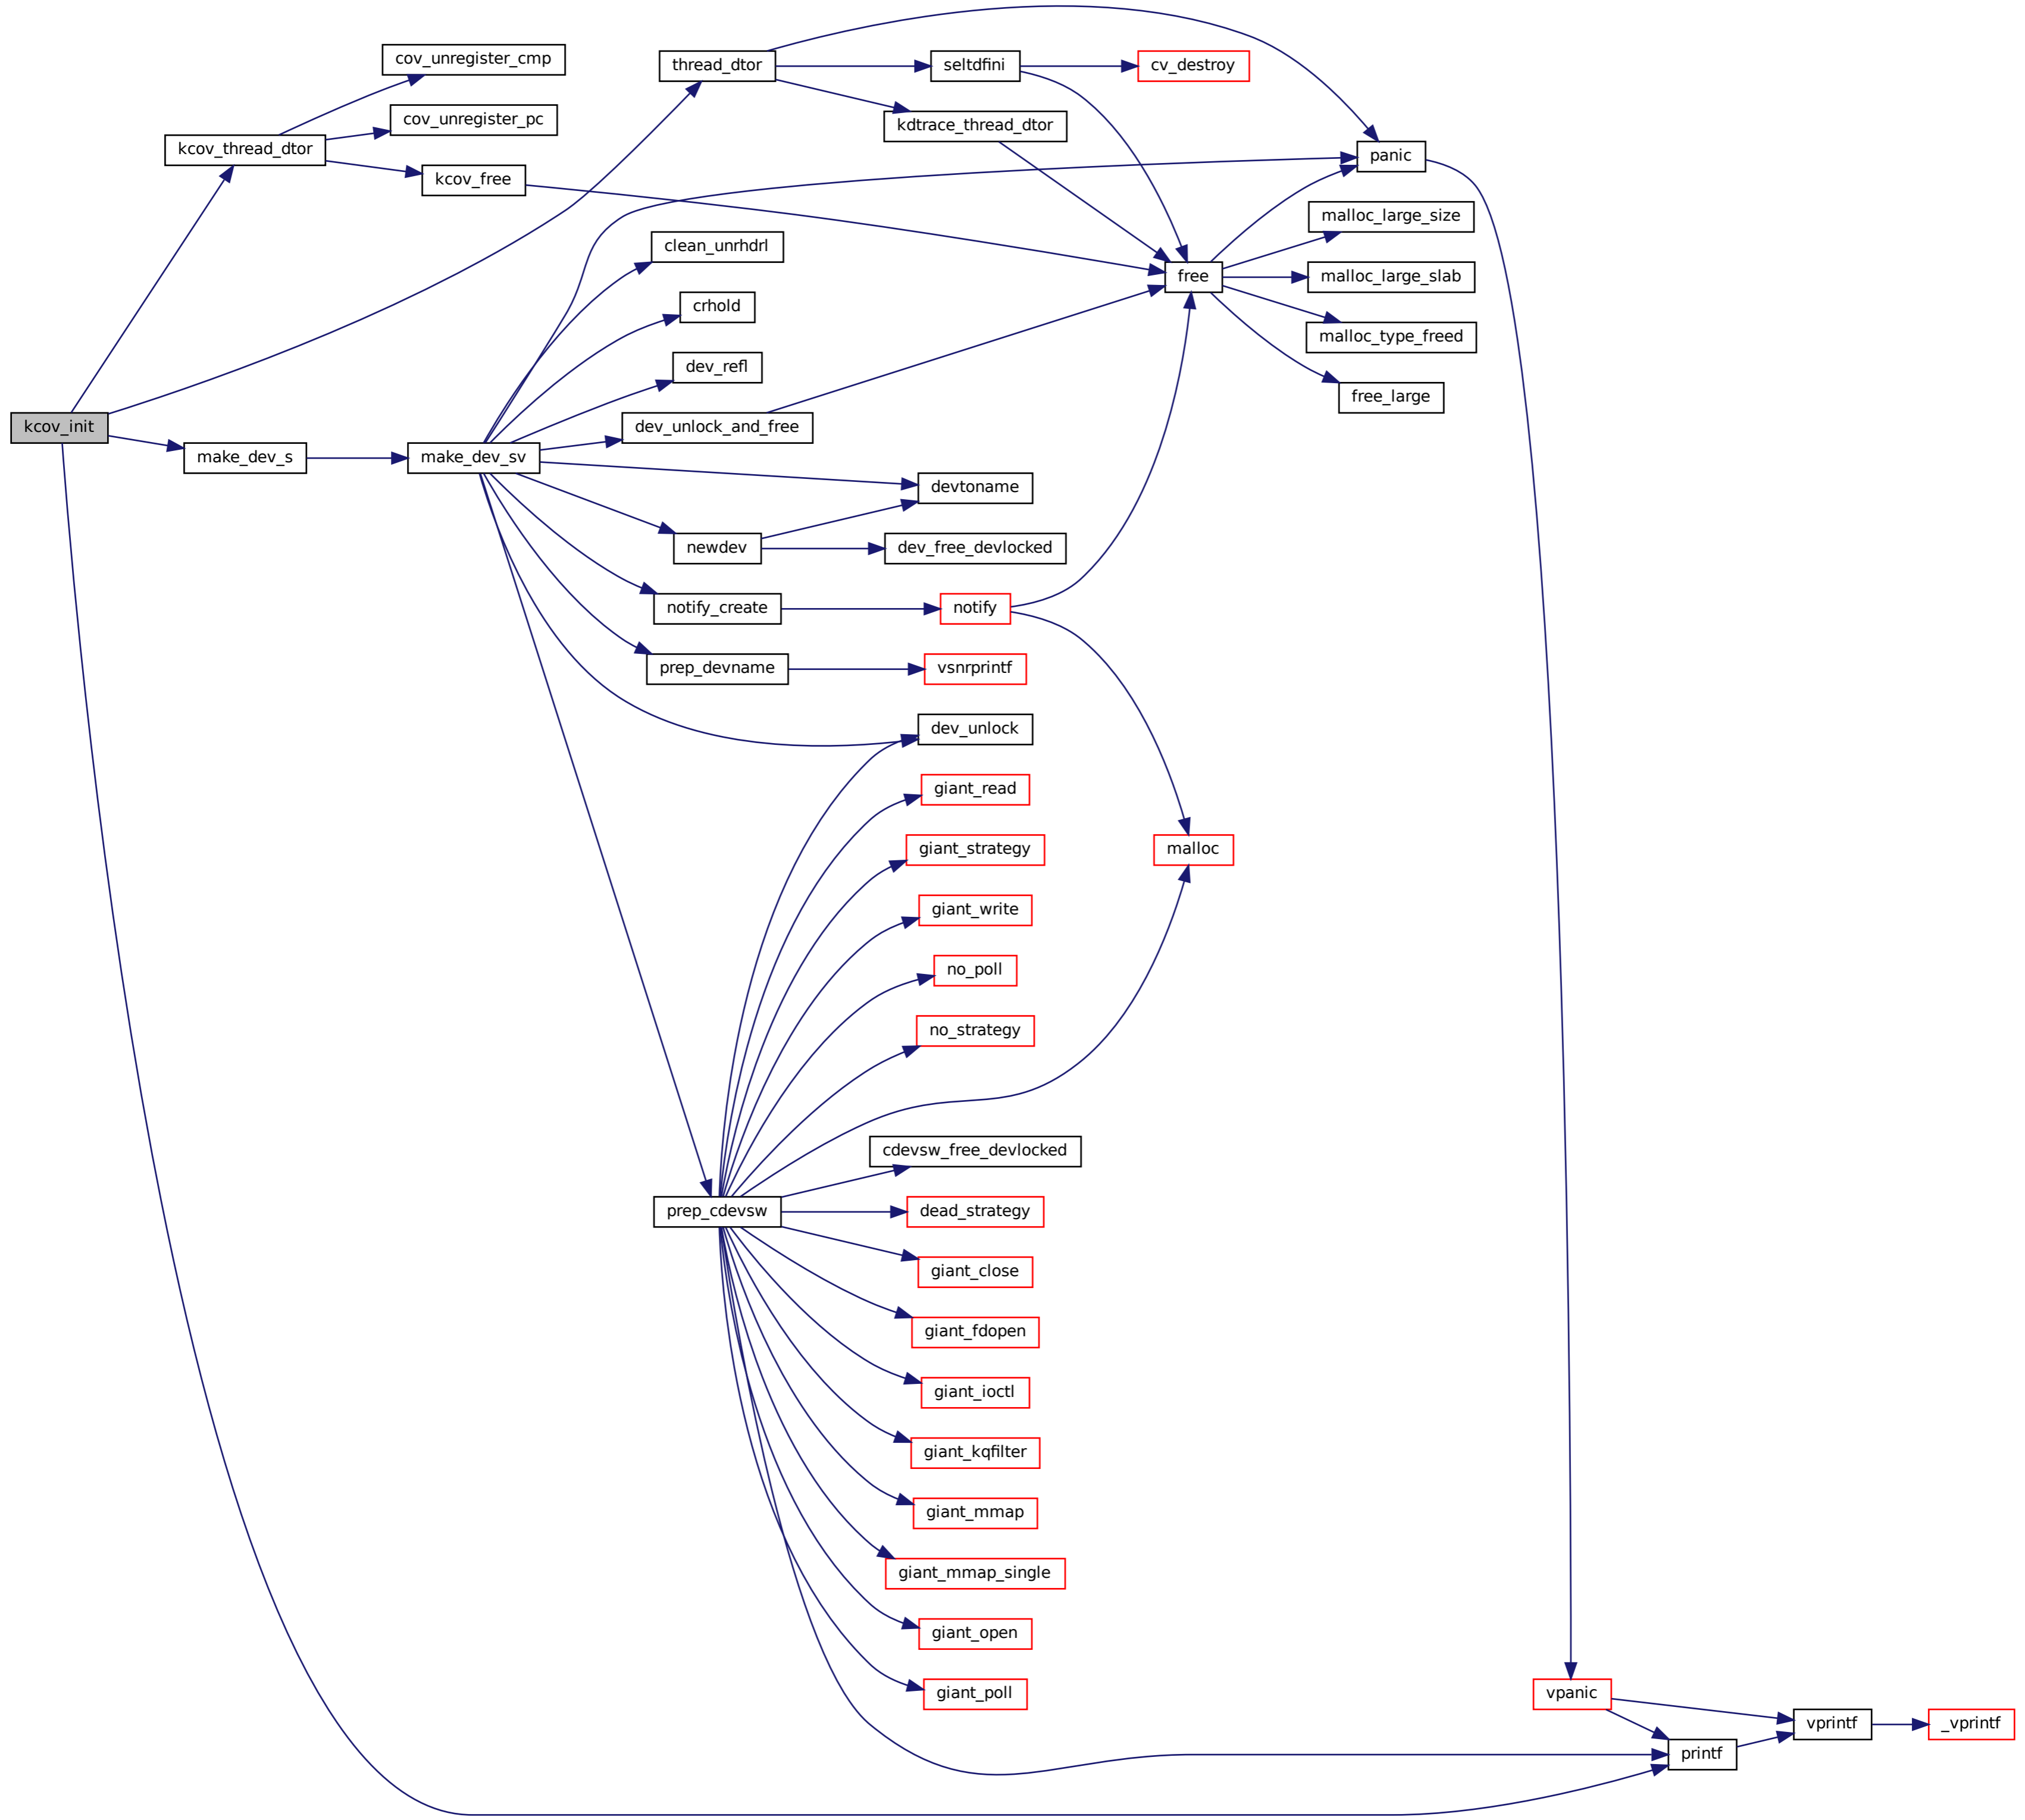 kcov_init
kcov_thread_dtor
cov_unregister_cmp
cov_unregister_pc
kcov_free
make_dev_s
make_dev_sv
thread_dtor
seltdfini
cv_destroy
kdtrace_thread_dtor
panic
clean_unrhdrl
malloc_large_size
free
malloc_large_slab
crhold
malloc_type_freed
dev_refl
free_large
dev_unlock_and_free
devtoname
newdev
dev_free_devlocked
notify_create
notify
prep_devname
vsnrprintf
dev_unlock
giant_read
giant_strategy
malloc
giant_write
no_poll
no_strategy
cdevsw_free_devlocked
prep_cdevsw
dead_strategy
giant_close
giant_fdopen
giant_ioctl
giant_kqfilter
giant_mmap
giant_mmap_single
giant_open
giant_poll
vpanic
printf
vprintf
_vprintf